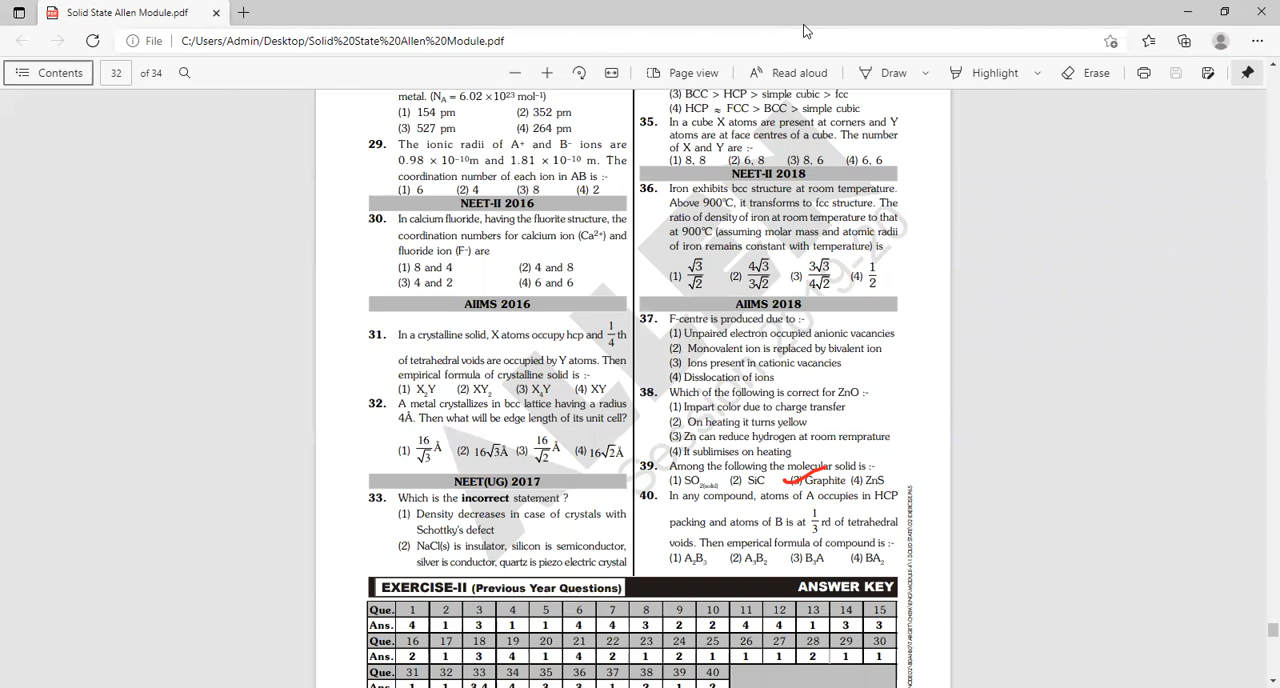 Solid State Allen Module.pdf
File C:/Users/Admin/Desktop/Solid%20State%20Allen%20Module.pdf
Contents 32 of 34 Page view Read aloud Draw Highlight Erase
metal. (N_A = 6.02 ×10^23 mol^–1)
(1) 154 pm (2) 352 pm
(3) 527 pm (4) 264 pm
29. The ionic radii of A⁺ and B⁻ ions are
0.98 × 10^–10m and 1.81 × 10^–10 m. The
coordination number of each ion in AB is :-
(1) 6 (2) 4 (3) 8 (4) 2
NEET-II 2016
30. In calcium fluoride, having the fluorite structure, the
coordination numbers for calcium ion (Ca²⁺) and
fluoride ion (F⁻) are
(1) 8 and 4 (2) 4 and 8
(3) 4 and 2 (4) 6 and 6
AIIMS 2016
31. In a crystalline solid, X atoms occupy hcp and 1/4 th
of tetrahedral voids are occupied by Y atoms. Then
empirical formula of crystalline solid is :-
(1) X₂Y (2) XY₂ (3) X₄Y (4) XY
32. A metal crystallizes in bcc lattice having a radius
4Å. Then what will be edge length of its unit cell?
(1) 16/√3 Å (2) 16√3Å (3) 16/√2 Å (4) 16√2Å
NEET(UG) 2017
33. Which is the incorrect statement ?
(1) Density decreases in case of crystals with
Schottky's defect
(2) NaCl(s) is insulator, silicon is semiconductor,
silver is conductor, quartz is piezo electric crystal
(3) BCC > HCP > simple cubic > fcc
(4) HCP ≈ FCC > BCC > simple cubic
35. In a cube X atoms are present at corners and Y
atoms are at face centres of a cube. The number
of X and Y are :-
(1) 8, 8 (2) 6, 8 (3) 8, 6 (4) 6, 6
NEET-II 2018
36. Iron exhibits bcc structure at room temperature.
Above 900°C, it transforms to fcc structure. The
ratio of density of iron at room temperature to that
at 900°C (assuming molar mass and atomic radii
of iron remains constant with temperature) is
(1) √3/√2 (2) 4√3/3√2 (3) 3√3/4√2 (4) 1/2
AIIMS 2018
37. F-centre is produced due to :-
(1) Unpaired electron occupied anionic vacancies
(2) Monovalent ion is replaced by bivalent ion
(3) Ions present in cationic vacancies
(4) Dislocation of ions
38. Which of the following is correct for ZnO :-
(1) Impart color due to charge transfer
(2) On heating it turns yellow
(3) Zn can reduce hydrogen at room remprature
(4) It sublimises on heating
39. Among the following the molecular solid is :-
(1) SO₂(solid) (2) SiC (3) Graphite (4) ZnS
40. In any compound, atoms of A occupies in HCP
packing and atoms of B is at 1/3 rd of tetrahedral
voids. Then emperical formula of compound is :-
(1) A₂B₃ (2) A₃B₂ (3) B₃A (4) BA₂
EXERCISE-II (Previous Year Questions) ANSWER KEY
Que. 1 2 3 4 5 6 7 8 9 10 11 12 13 14 15
Ans. 4 1 3 1 1 4 4 3 2 2 4 4 1 3 3
Que. 16 17 18 19 20 21 22 23 24 25 26 27 28 29 30
Ans. 2 1 3 4 1 4 2 1 2 1 1 1 2 1 1
Que. 31 32 33 34 35 36 37 38 39 40
Ans. 1 1 3,4 4 3 3 1 2 1 2
ALLEN
Session 2019-20